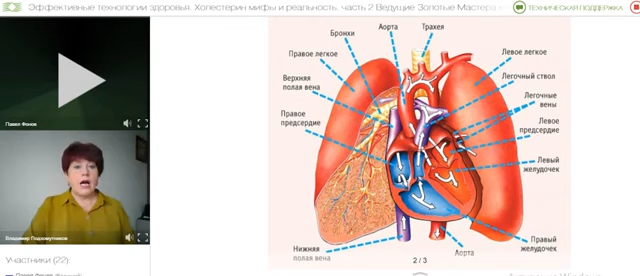 Эффективные технологии здоровья. Холестерин мифы и реальность. часть 2 Ведущие Золотые Мастера
ТЕХНИЧЕСКАЯ ПОДДЕРЖКА
Павел Фонов
Участники (22):
Бронхи
Аорта
Трахея
Правое легкое
Левое легкое
Верхняя
полая вена
Легочный ствол
Легочные
вены
Правое
предсердие
Левое
предсердие
Левый
желудочек
Правый
желудочек
Нижняя
полая вена
2 / 3
Аорта